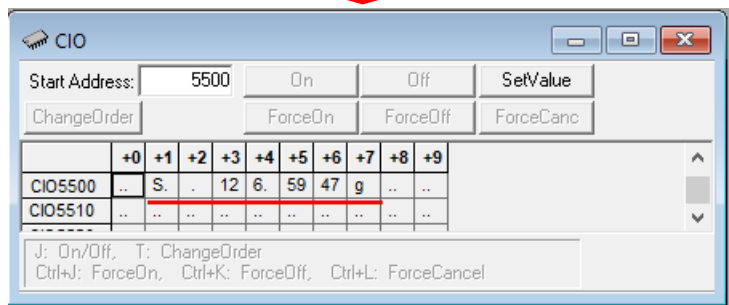 CIO
Start Address: 5500 On Off SetValue
ChangeOrder ForceOn ForceOff ForceCanc
+0 +1 +2 +3 +4 +5 +6 +7 +8 +9
CIO5500 .. S. . 12 6. 59 47 g .. ..
CIO5510 .. .. .. .. .. .. .. .. .. ..
J: On/Off, T: ChangeOrder
Ctrl+J: ForceOn, Ctrl+K: ForceOff, Ctrl+L: ForceCancel